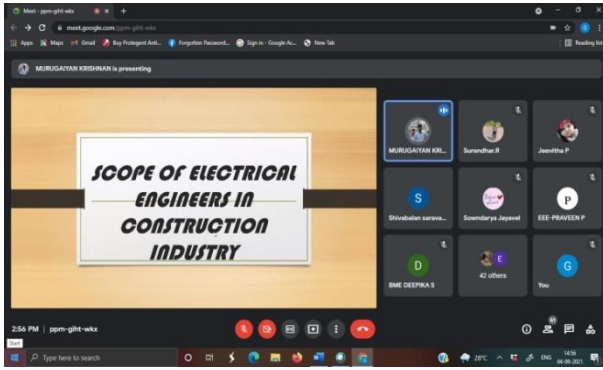 Meet - ppm-giht-wkx
meet.google.com/ppm-giht-wkx
Apps Maps Gmail Buy Protegent Anti... Forgotten Password... Sign in - Google Ac... New Tab Reading list
MURUGAIYAN KRISHNAN is presenting
SCOPE OF ELECTRICAL
ENGINEERS IN
CONSTRUCTION
INDUSTRY
MURUGAIYAN KRI... Surendhar.R Jeevitha P
S P
Shivabalan sarava... Sowndarya Jayavel EEE-PRAVEEN P
D E G
BME DEEPIKA S 42 others You
2:56 PM | ppm-giht-wkx
Start
Type here to search 28°C ENG 14:56
04-09-2021